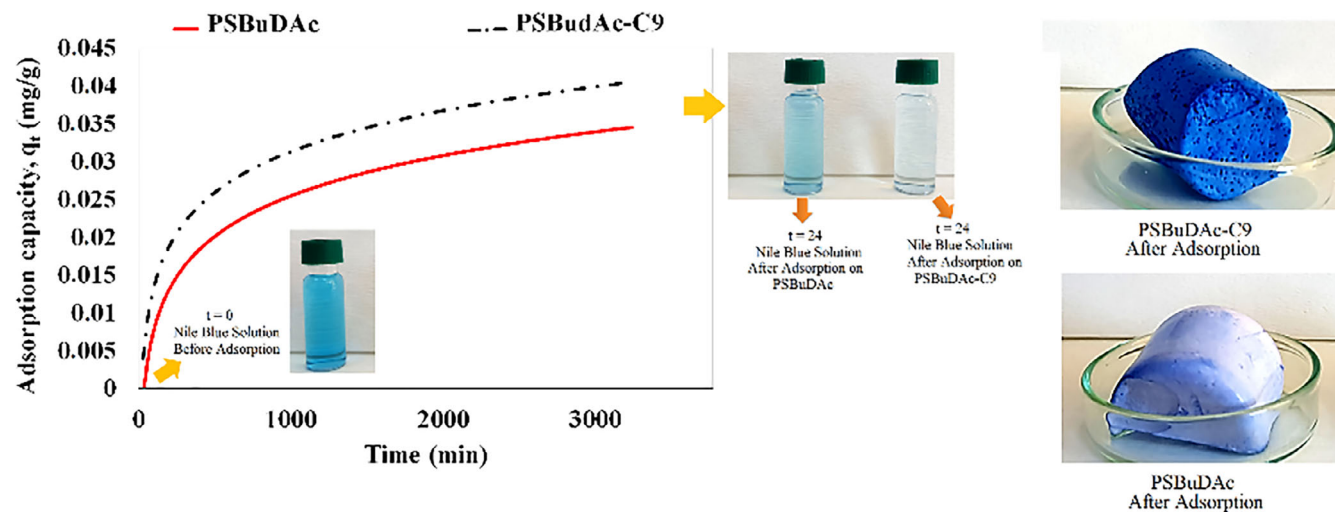 PSBuDAc
PSBudAc-C9
Adsorption capacity, qt (mg/g)
0.045
0.04
0.035
0.03
0.025
0.02
0.015
0.01
0.005
0
0
1000
2000
3000
Time (min)
t = 0
Nile Blue Solution
Before Adsorption
t = 24
Nile Blue Solution
After Adsorption on
PSBuDAc
t = 24
Nile Blue Solution
After Adsorption on
PSBuDAc-C9
PSBuDAc-C9
After Adsorption
PSBuDAc
After Adsorption